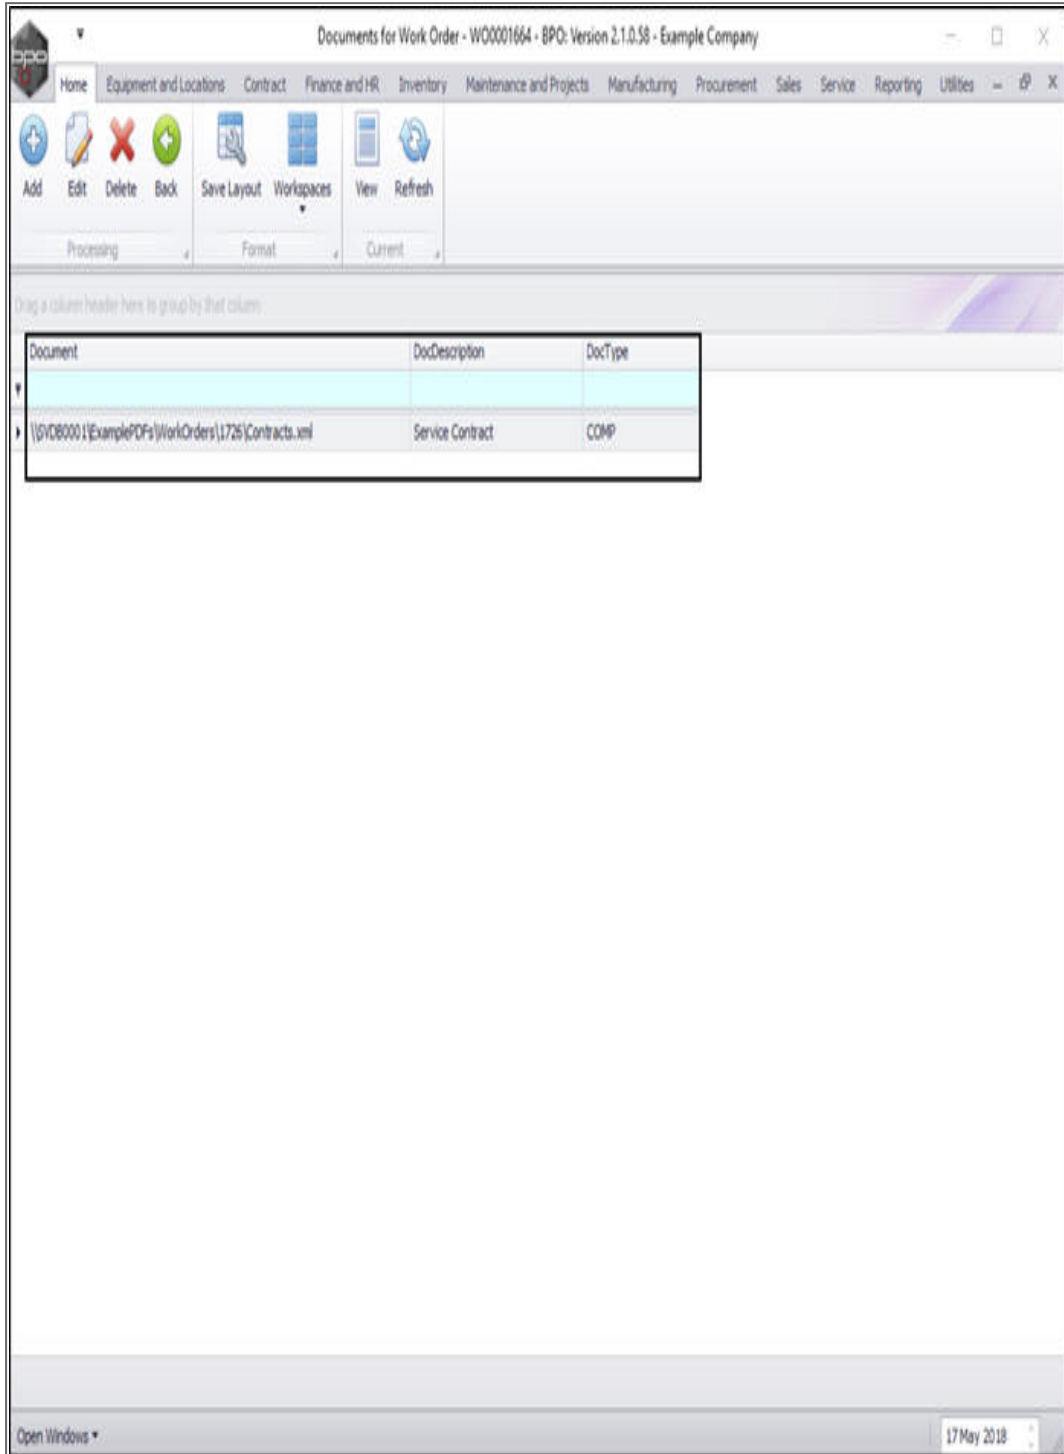 Documents for Work Order - WO0001664 - BPO: Version 2.1.0.58 - Example Company
bpo
Home Equipment and Locations Contract Finance and HR Inventory Maintenance and Projects Manufacturing Procurement Sales Service Reporting Utilities
Add Edit Delete Back Save Layout Workspaces View Refresh
Processing Format Current
Drag a column header here to group by that column
Document DocDescription DocType
\\SVDB0001\ExamplePDFs\WorkOrders\1726\Contracts.xml Service Contract COMP
Open Windows 17 May 2018